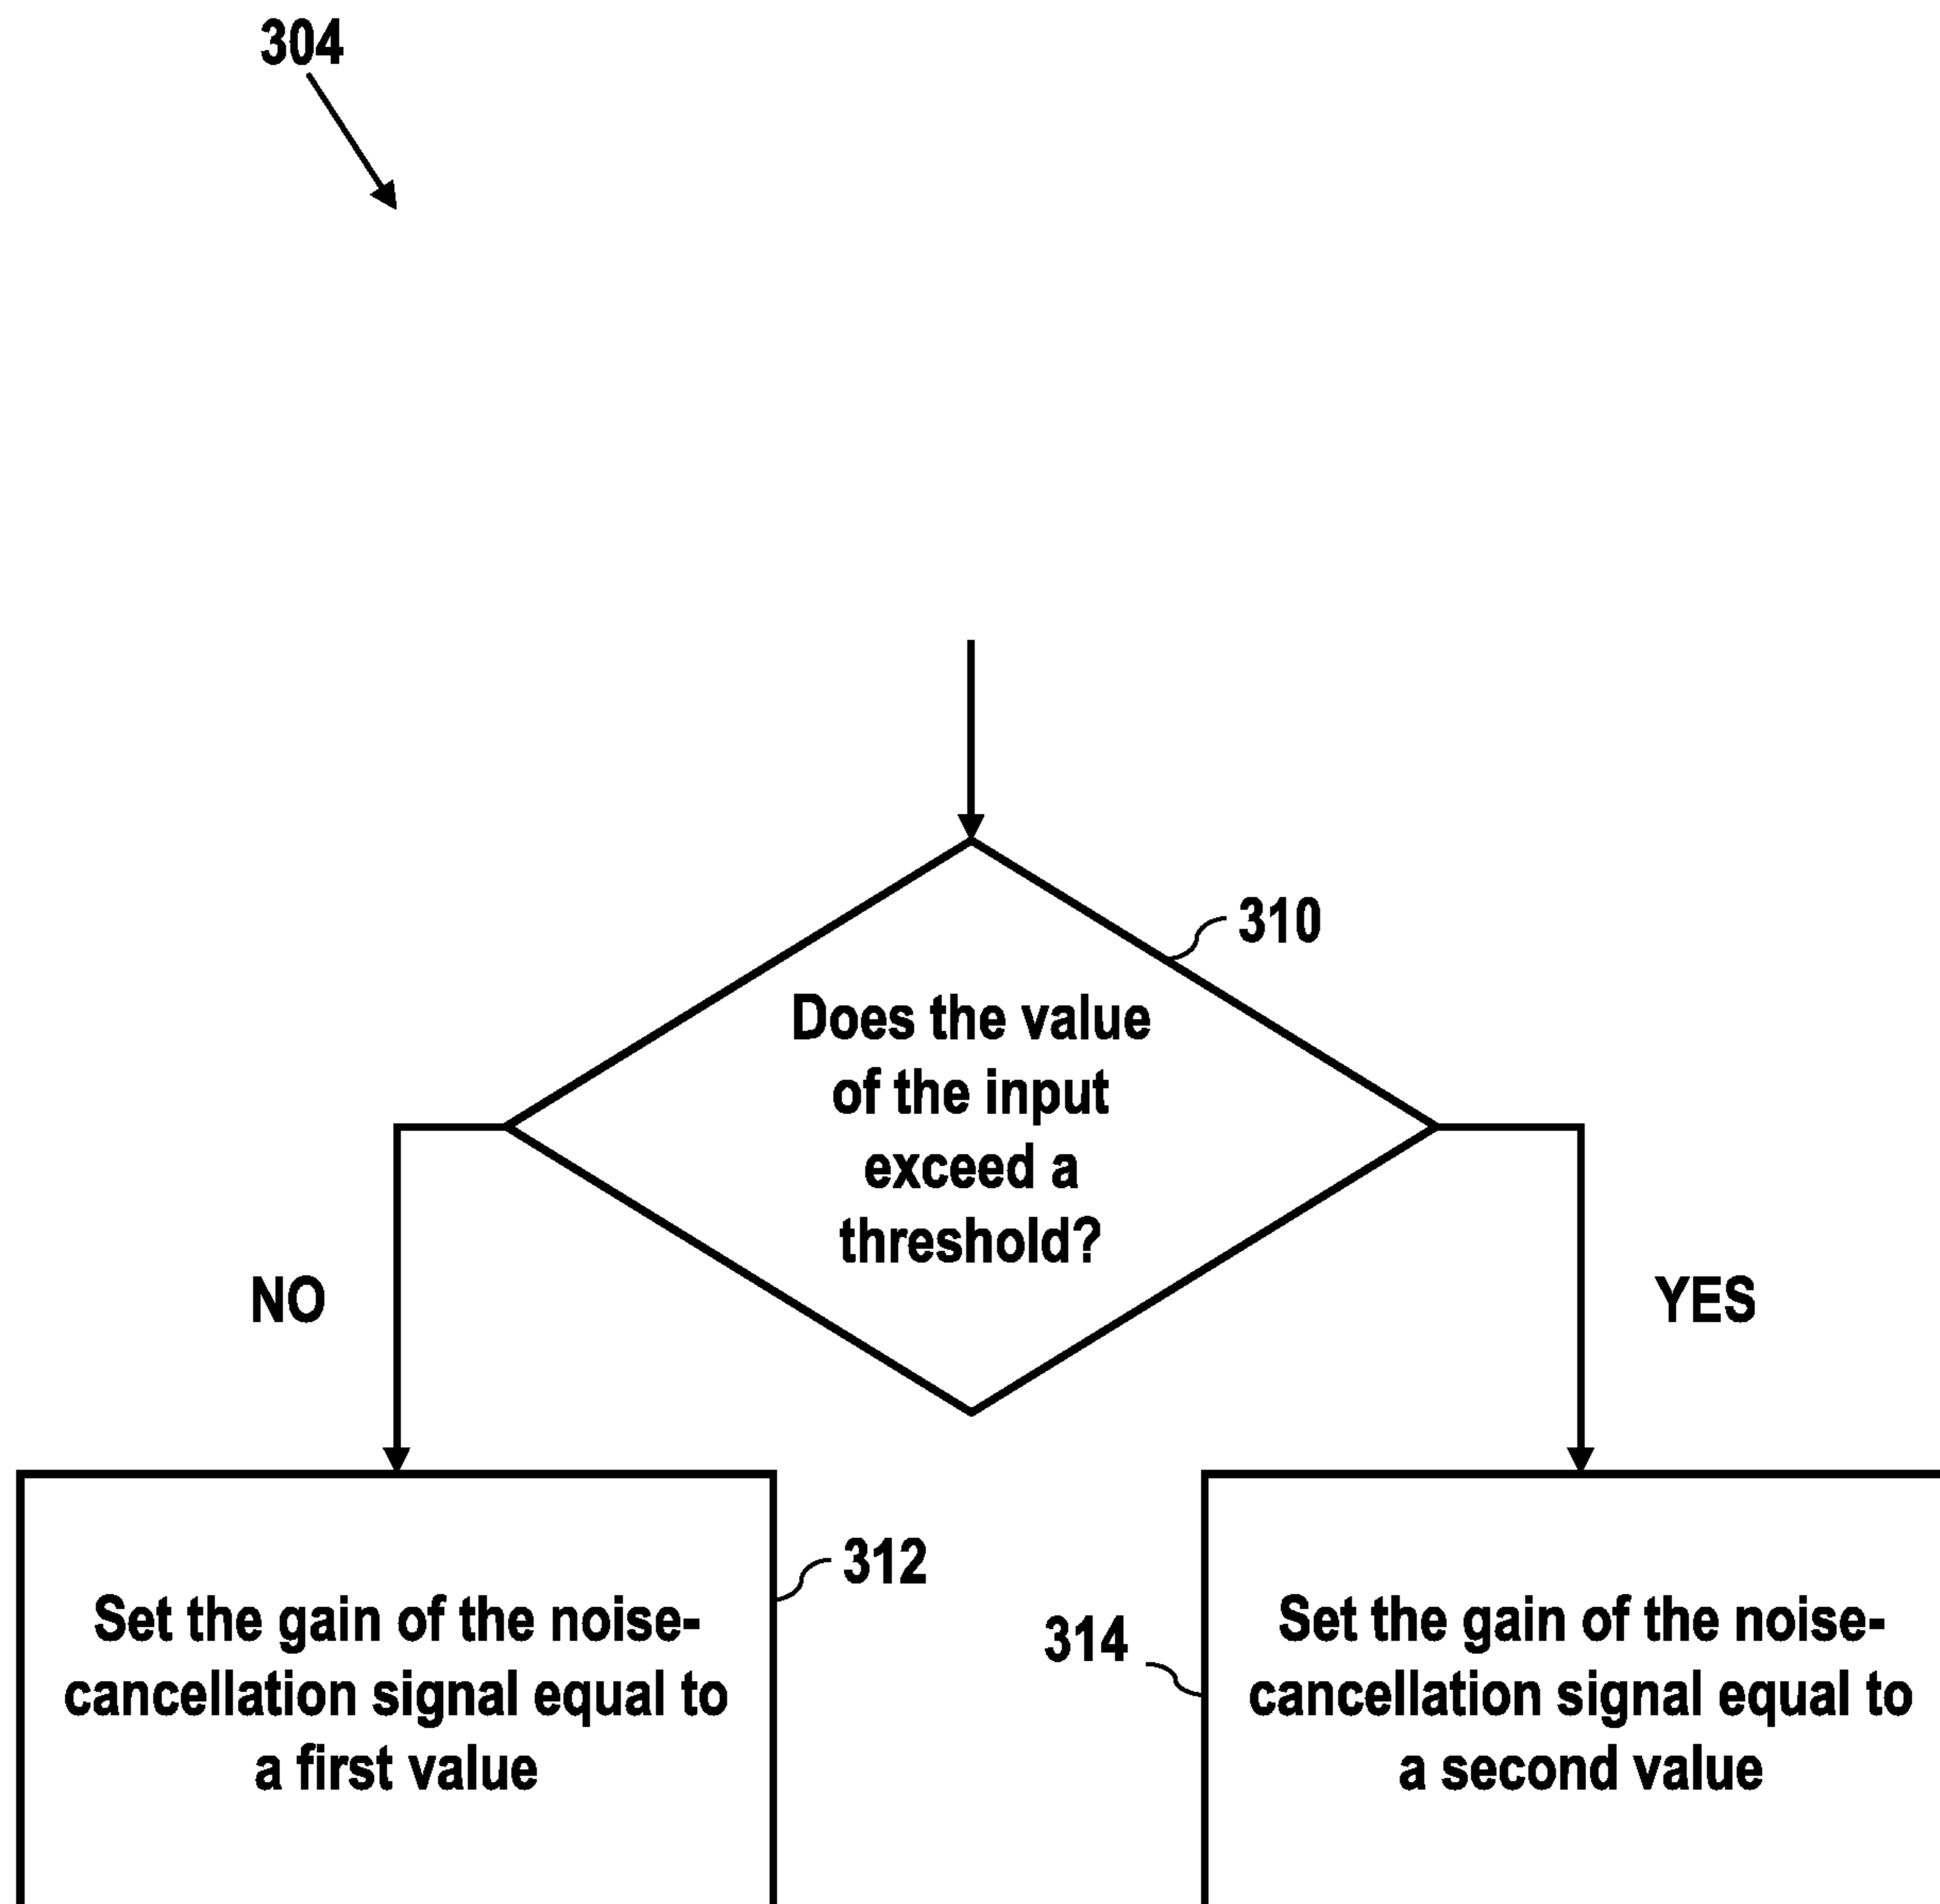 304
310
Does the value
of the input
exceed a
threshold?
NO
YES
312
Set the gain of the noise-
cancellation signal equal to
a first value
314
Set the gain of the noise-
cancellation signal equal to
a second value